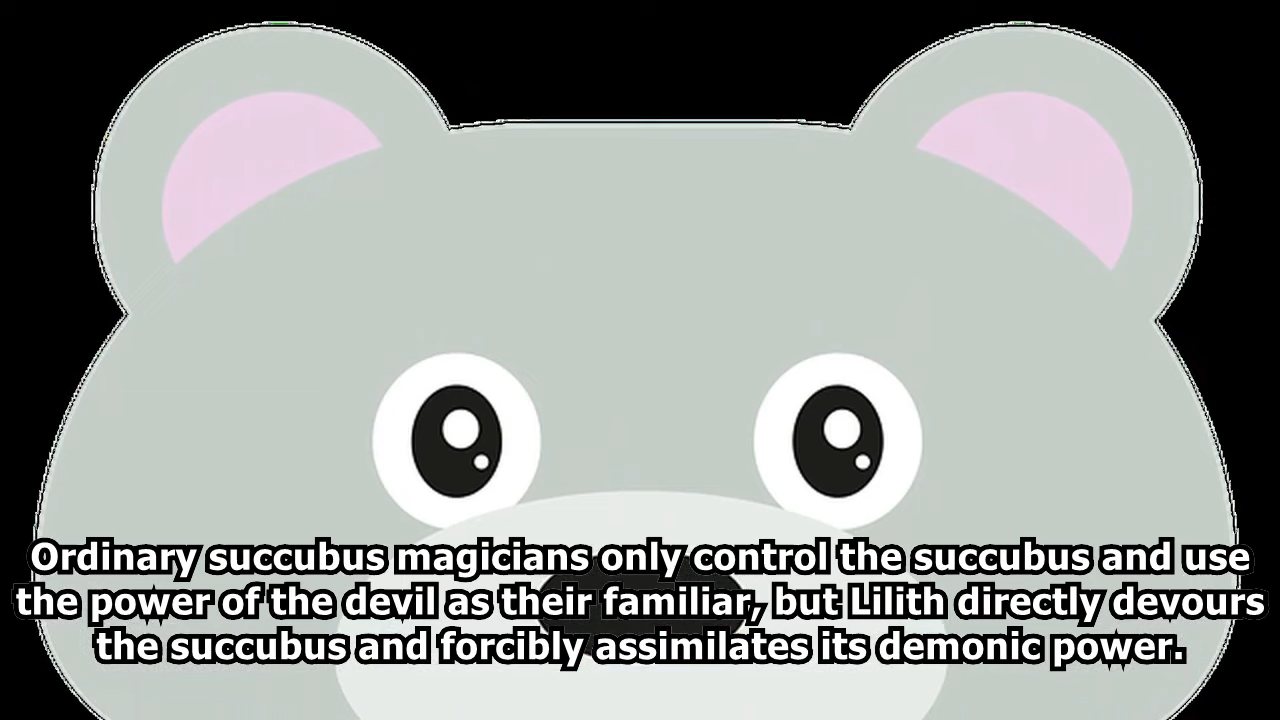 Ordinary succubus magicians only control the succubus and use
the power of the devil as their familiar, but Lilith directly devours
the succubus and forcibly assimilates its demonic power.